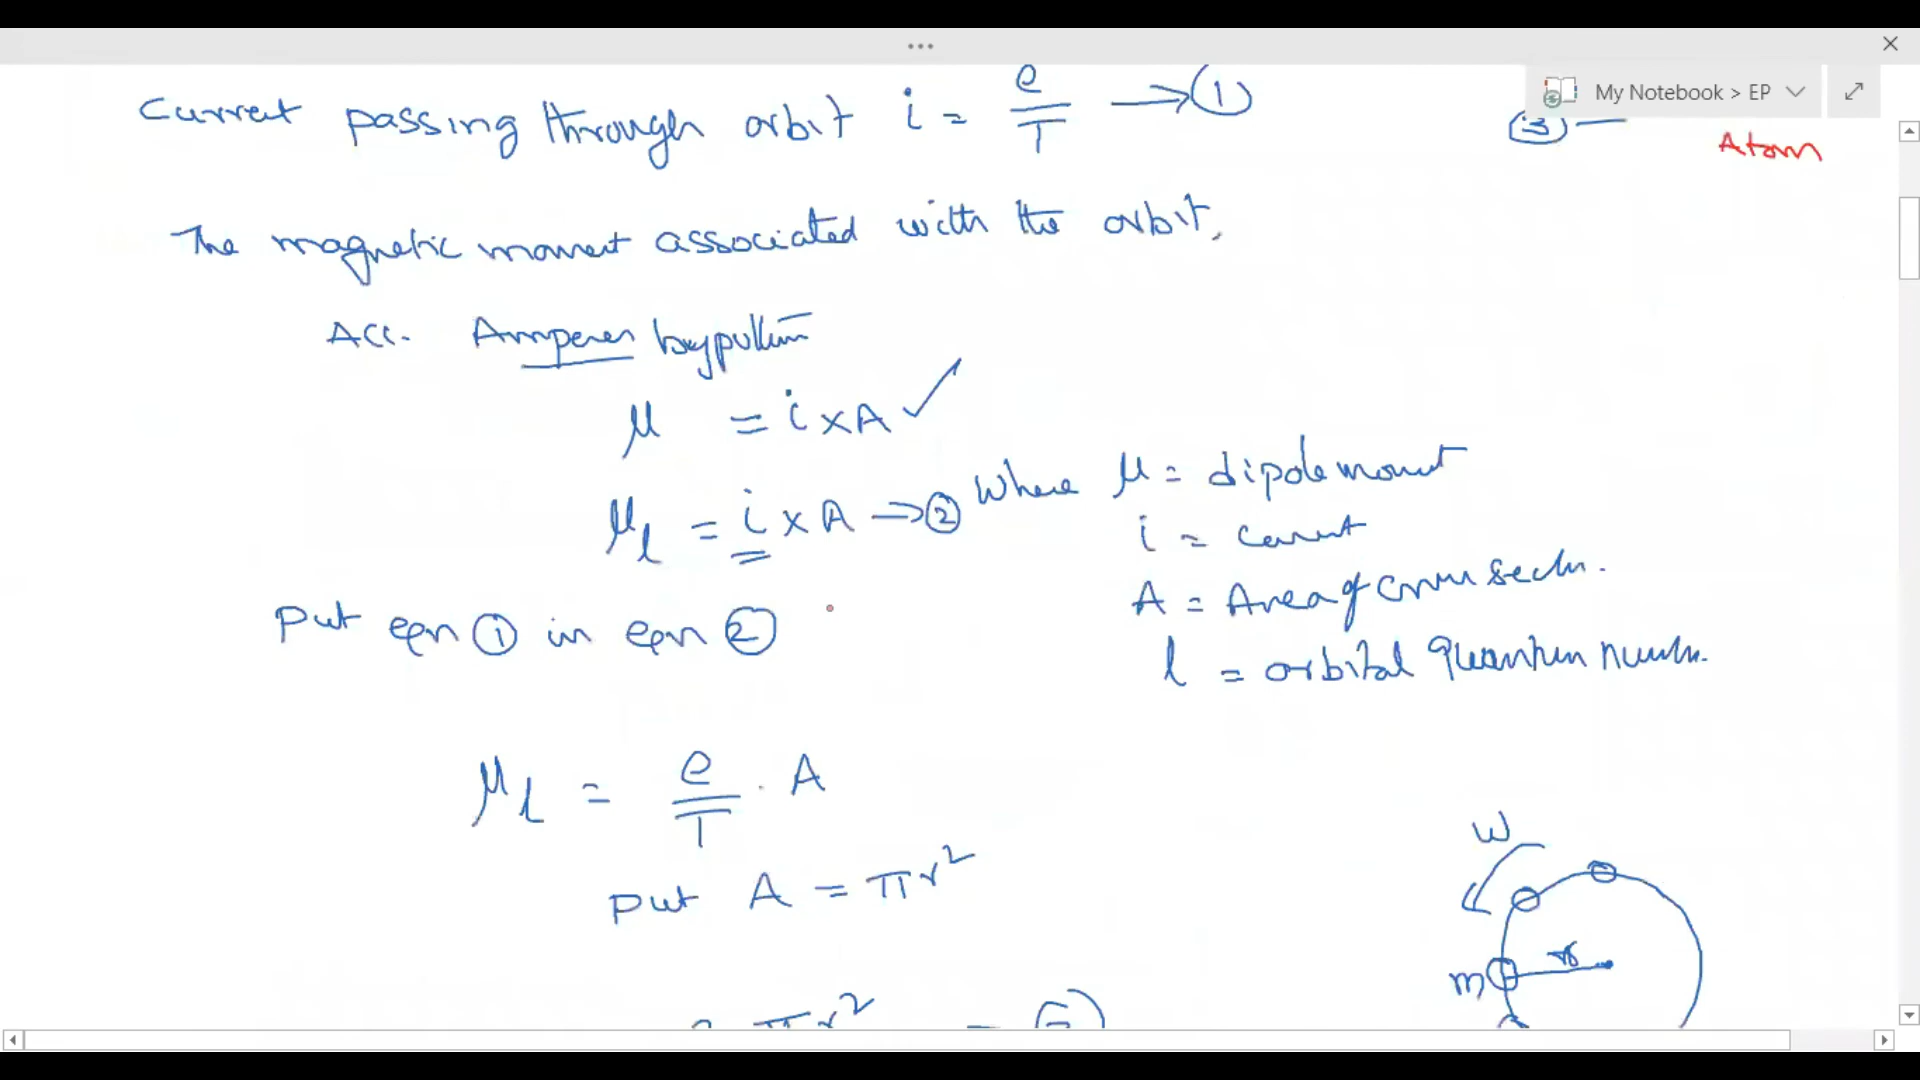 My Notebook > EP
Current passing through orbit i = e/T → ①
③ —
Atom
The magnetic moment associated with the orbit,
Acc. Amperes
μ = i × A ✓
μl = i × A → ②
Where μ = dipole moment
i = current
A = Area of cross section.
l = orbital quantum number.
Put eqn ① in eqn ②
μl = e/T . A
Put A = πr²
ω
r
m
πr²